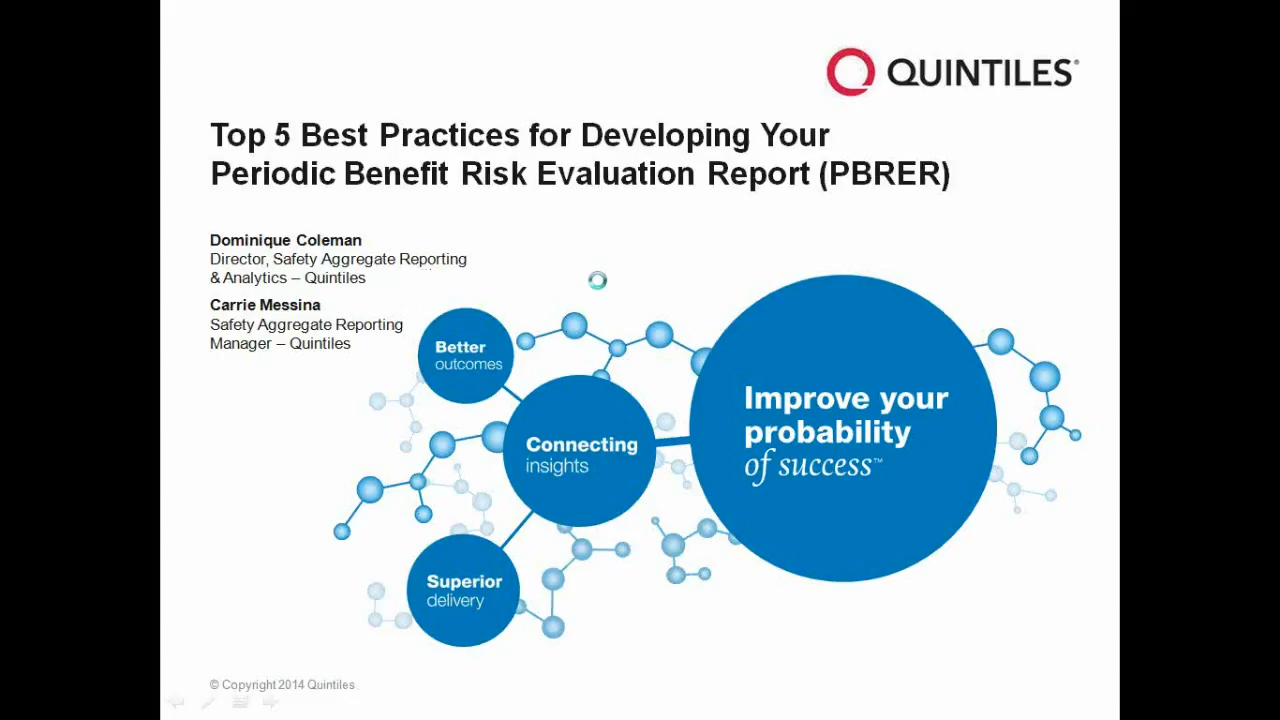 QUINTILES®
Top 5 Best Practices for Developing Your
Periodic Benefit Risk Evaluation Report (PBRER)
Dominique Coleman
Director, Safety Aggregate Reporting
& Analytics – Quintiles
Carrie Messina
Safety Aggregate Reporting
Manager – Quintiles
Better
outcomes
Connecting
insights
Improve your
probability
of success™
Superior
delivery
© Copyright 2014 Quintiles